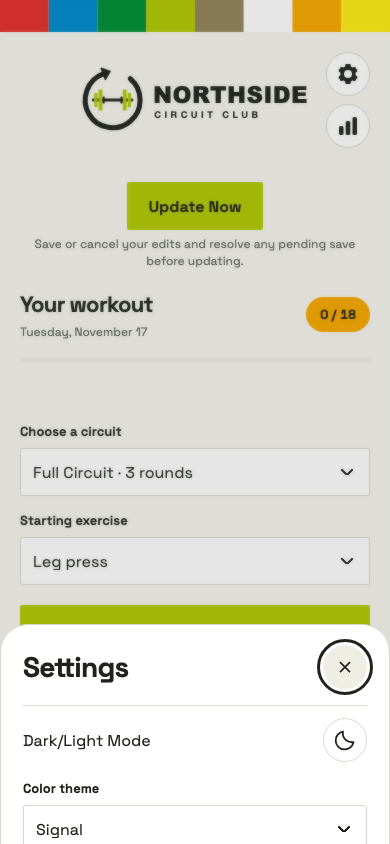 NORTHSIDE
CIRCUIT CLUB
Update Now
Save or cancel your edits and resolve any pending save
before updating.
Your workout
Tuesday, November 17
0 / 18
Choose a circuit
Full Circuit · 3 rounds
Starting exercise
Leg press
Settings
Dark/Light Mode
Color theme
Signal